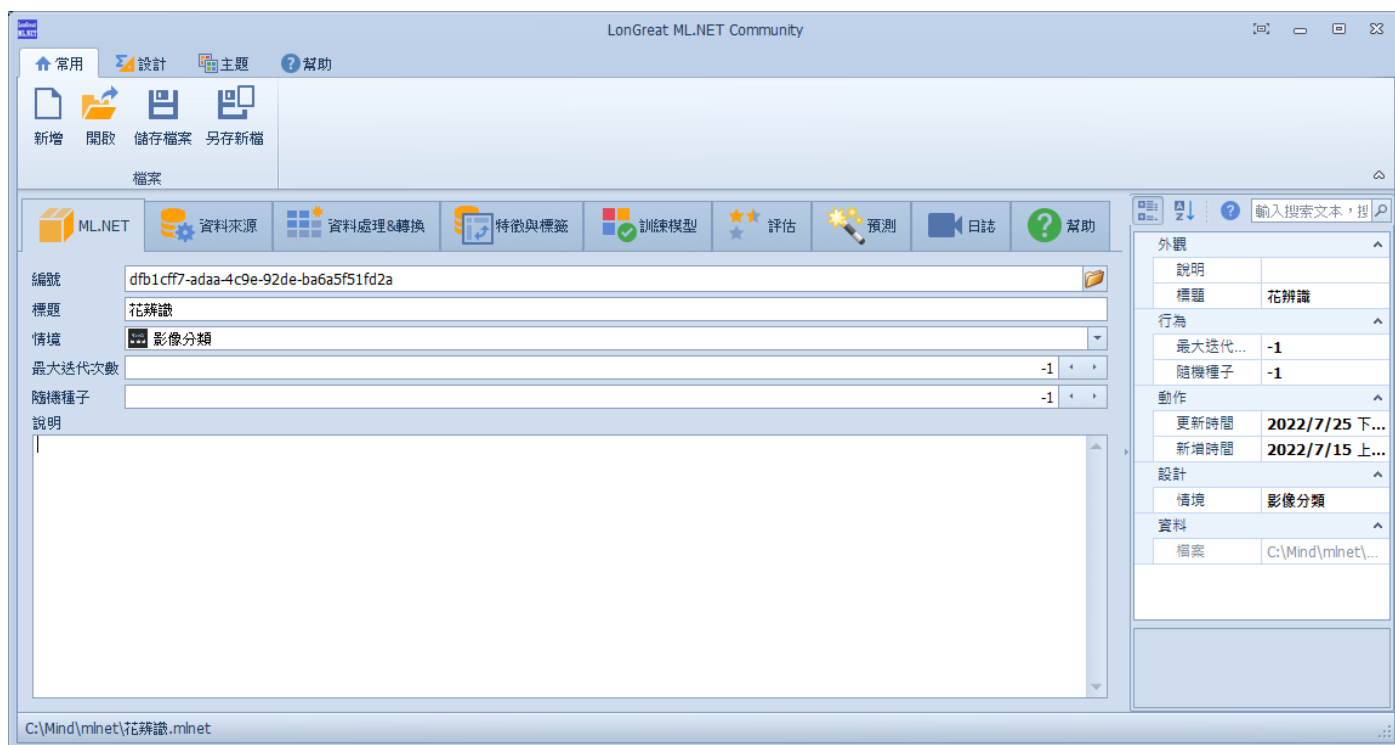 LonGreat ML.NET Community
常用 設計 主題 幫助
新增 開啟 儲存檔案 另存新檔
檔案
ML.NET 資料來源 資料處理&轉換 特徵與標籤 訓練模型 評估 預測 日誌 幫助
編號 dfb1cff7-adaa-4c9e-92de-ba6a5f51fd2a
標題 花辨識
情境 影像分類
最大迭代次數 -1
隨機種子 -1
說明
輸入搜索文本，搜
外觀
說明
標題 花辨識
行為
最大迭代... -1
隨機種子 -1
動作
更新時間 2022/7/25 下...
新增時間 2022/7/15 上...
設計
情境 影像分類
資料
檔案 C:\Mind\mlnet\...
C:\Mind\mlnet\花辨識.mlnet